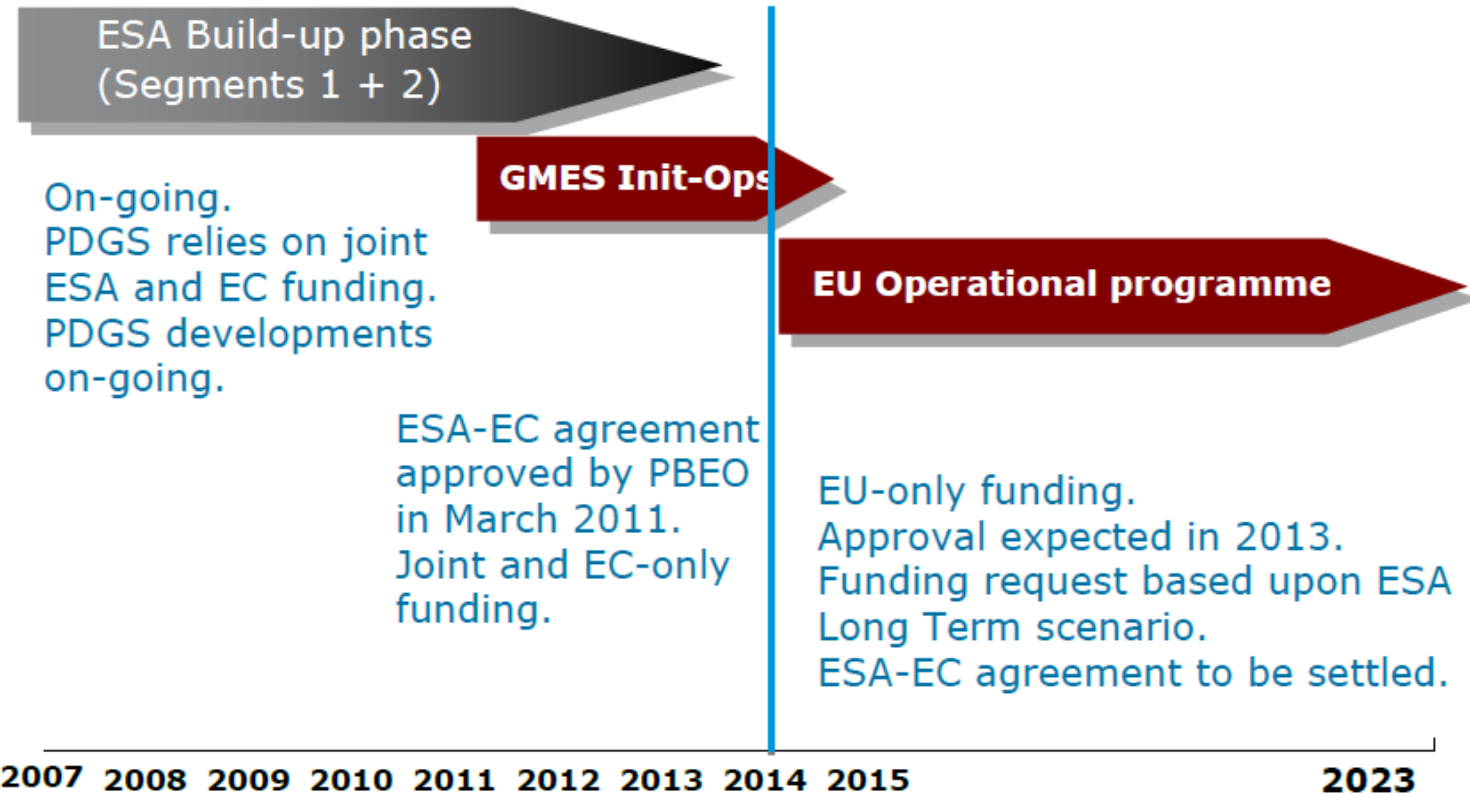 ESA Build-up phase
(Segments 1 + 2)
GMES Init-Ops
EU Operational programme
On-going.
PDGS relies on joint
ESA and EC funding.
PDGS developments
on-going.
ESA-EC agreement
approved by PBEO
in March 2011.
Joint and EC-only
funding.
EU-only funding.
Approval expected in 2013.
Funding request based upon ESA
Long Term scenario.
ESA-EC agreement to be settled.
2007 2008 2009 2010 2011 2012 2013 2014 2015 2023